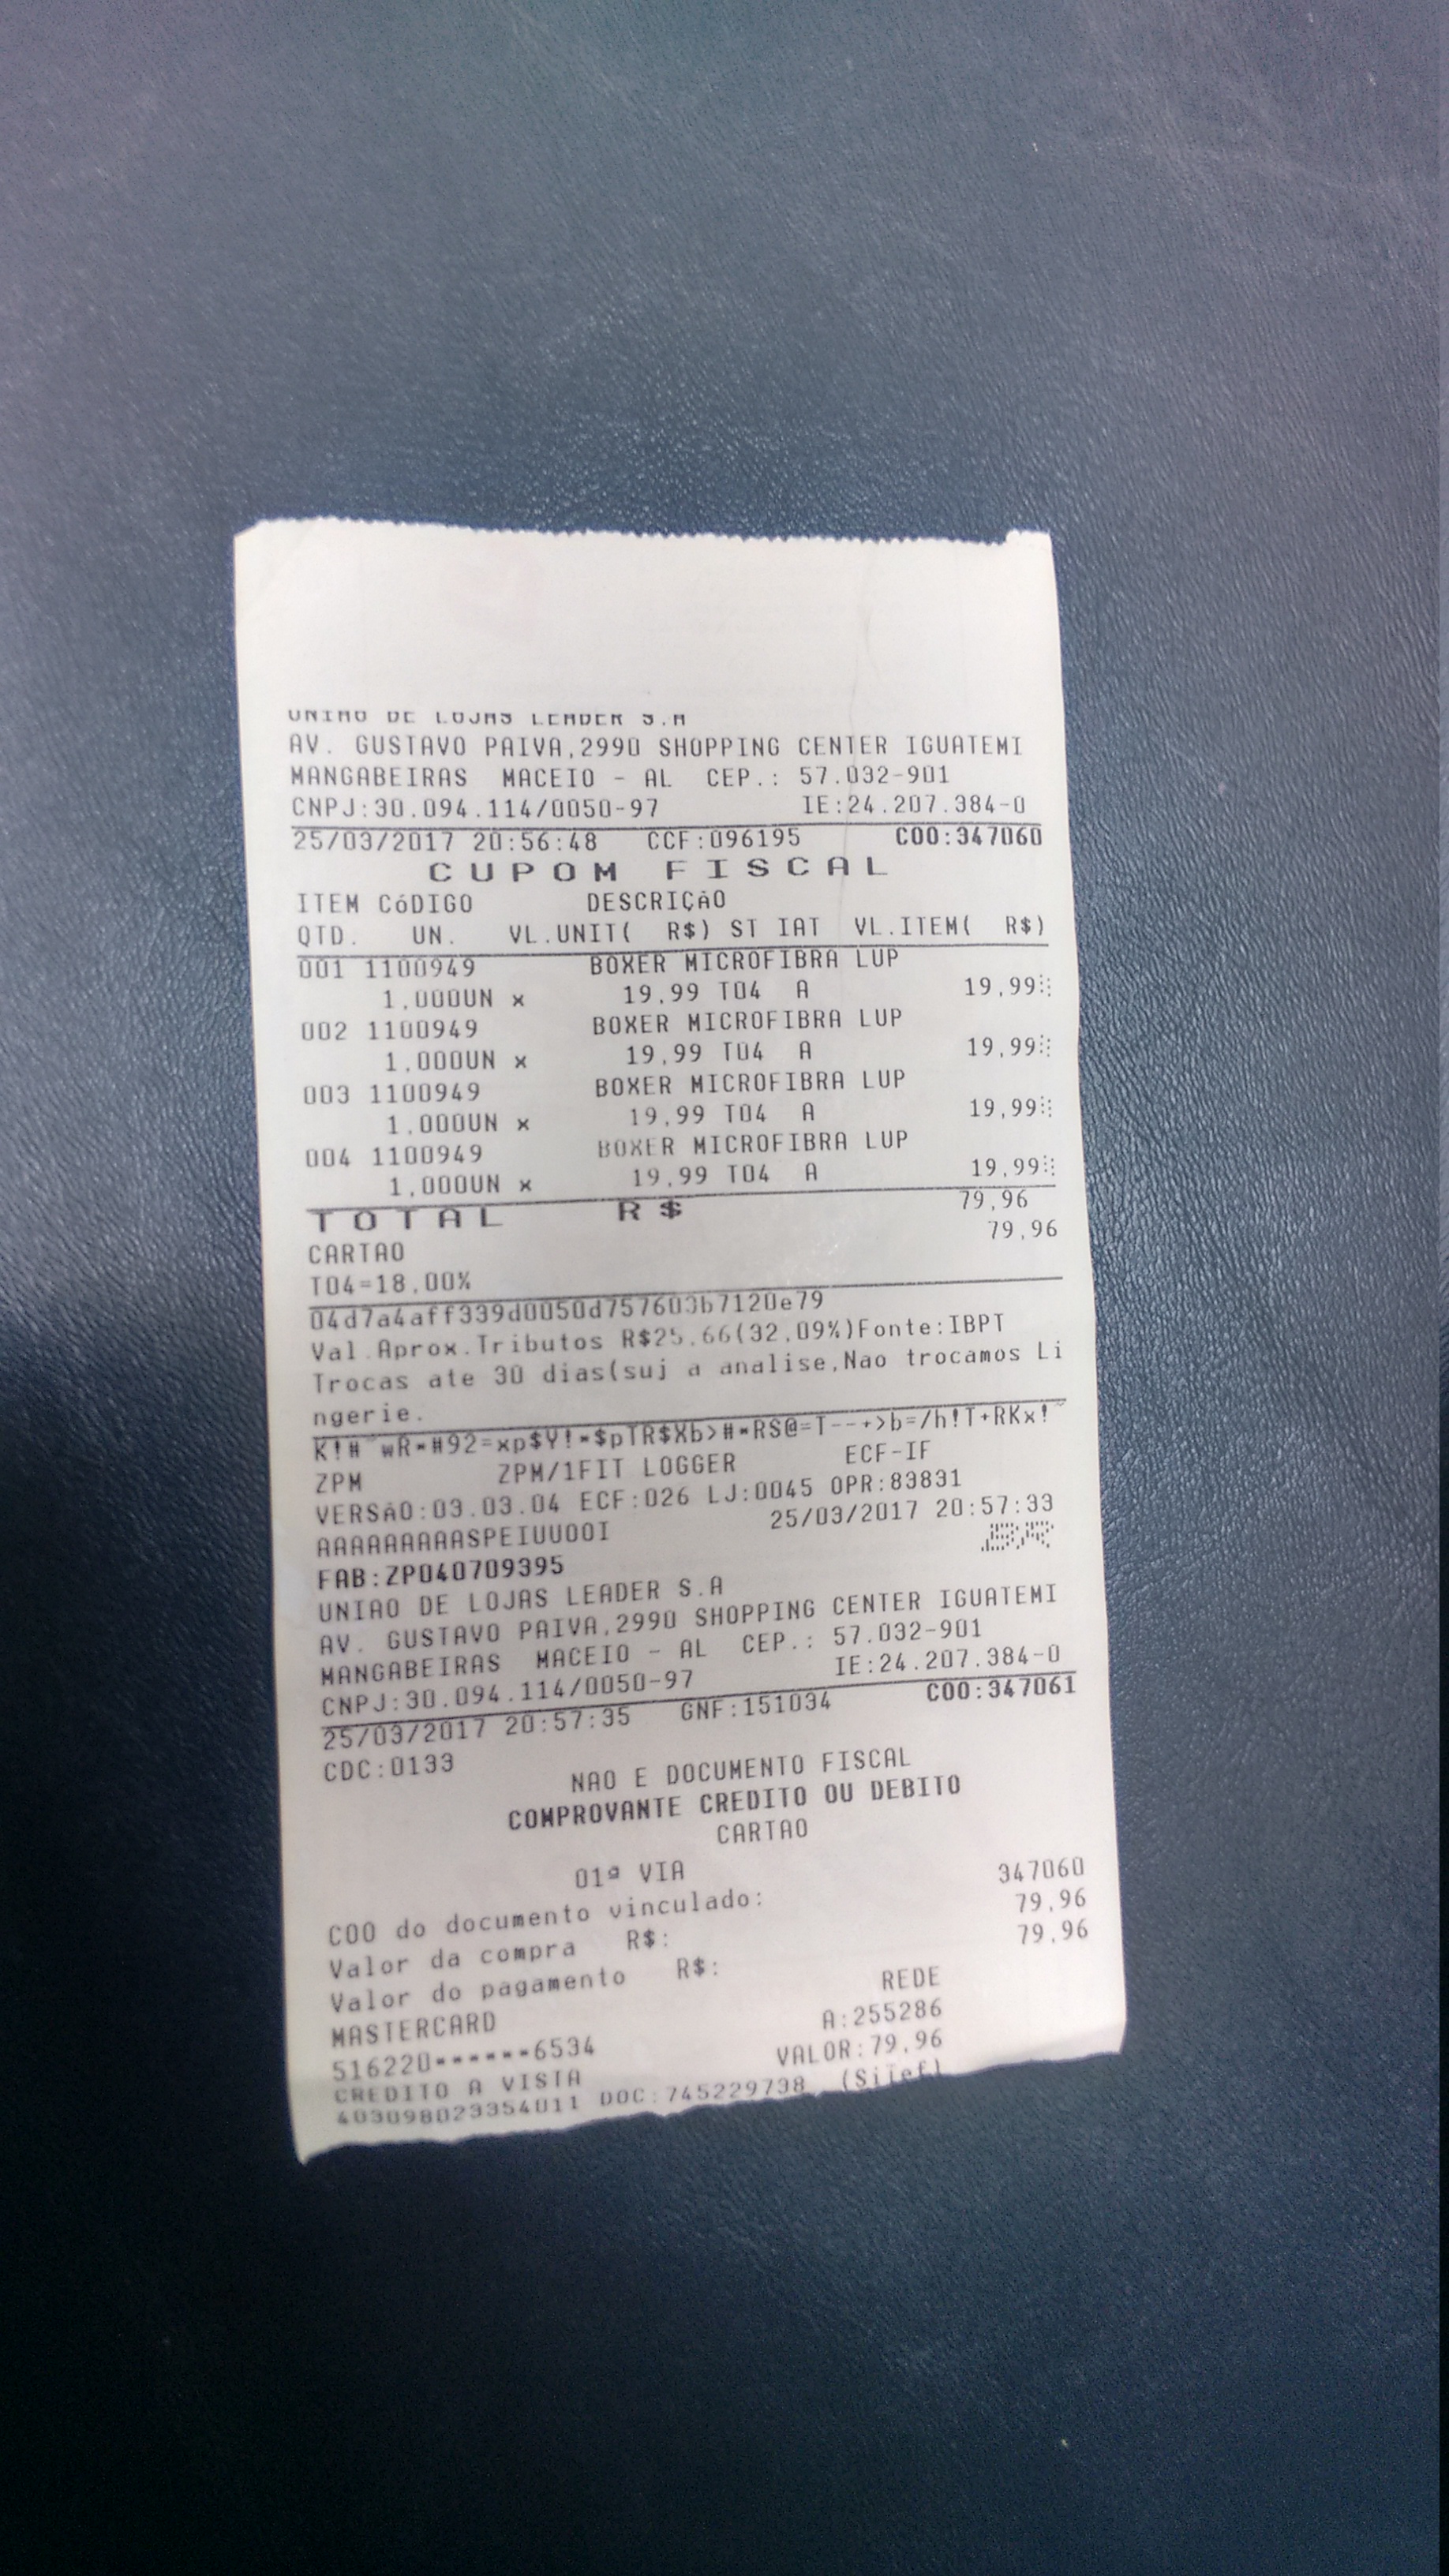 UNIAO DE LOJAS LEADER S.A
AV. GUSTAVO PAIVA,2990 SHOPPING CENTER IGUATEMI
MANGABEIRAS MACEIO - AL CEP.: 57.032-901
CNPJ:30.094.114/0050-97 IE:24.207.384-0
25/03/2017 20:56:48 CCF:096195 COO:347060
CUPOM FISCAL
ITEM CóDIGO DESCRIÇãO
QTD. UN. VL.UNIT( R$) ST IAT VL.ITEM( R$)
001 1100949 BOXER MICROFIBRA LUP
1,000UN x 19,99 T04 A 19,99
002 1100949 BOXER MICROFIBRA LUP
1,000UN x 19,99 T04 A 19,99
003 1100949 BOXER MICROFIBRA LUP
1,000UN x 19,99 T04 A 19,99
004 1100949 BOXER MICROFIBRA LUP
1,000UN x 19,99 T04 A 19,99
TOTAL R$ 79,96
CARTAO 79,96
T04=18,00%
04d7a4aff339d0050d757603b7120e79
Val.Aprox.Tributos R$25.66(32.09%)Fonte:IBPT
Trocas ate 30 dias(suj a analise,Nao trocamos Li
ngerie.
ZPM ZPM/1FIT LOGGER ECF-IF
VERSãO:03.03.04 ECF:026 LJ:0045 OPR:83831
AAAAAAAAASPEIUUOOI 25/03/2017 20:57:33
FAB:ZP040709395 BR
UNIAO DE LOJAS LEADER S.A
AV. GUSTAVO PAIVA,2990 SHOPPING CENTER IGUATEMI
MANGABEIRAS MACEIO - AL CEP.: 57.032-901
CNPJ:30.094.114/0050-97 IE:24.207.384-0
25/03/2017 20:57:35 GNF:151034 COO:347061
CDC:0133
NAO E DOCUMENTO FISCAL
COMPROVANTE CREDITO OU DEBITO
CARTAO
01ª VIA
COO do documento vinculado: 347060
Valor da compra R$: 79,96
Valor do pagamento R$: 79,96
MASTERCARD REDE
516220******6534 A:255286
CREDITO A VISTA VALOR:79,96
403098023354011 DOC:745229738 (Sitef)